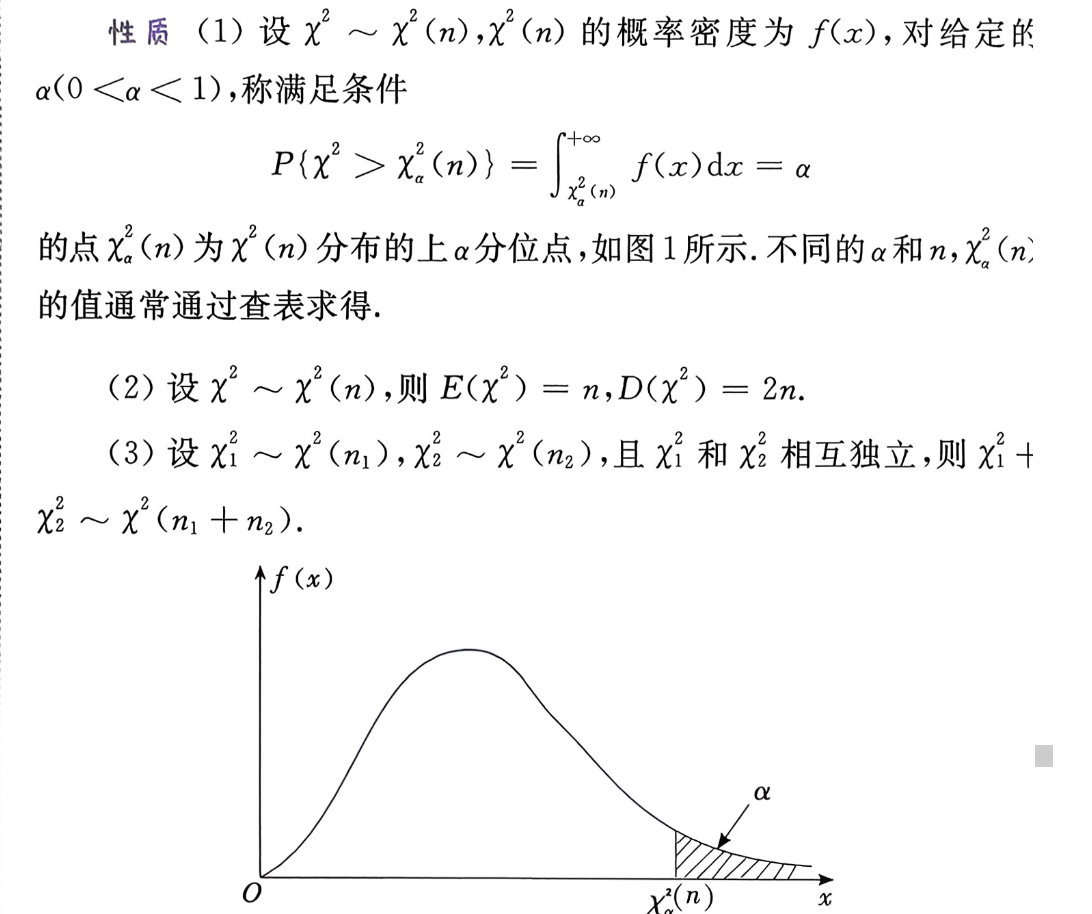 性质 (1) 设 χ² ~ χ²(n),χ²(n) 的概率密度为 f(x),对给定的
α(0 < α < 1),称满足条件
P{χ² > χ²_α(n)} = ∫_{χ²_α(n)}^{+∞} f(x)dx = α
的点 χ²_α(n) 为 χ²(n) 分布的上 α 分位点,如图 1 所示. 不同的 α 和 n, χ²_α(n)
的值通常通过查表求得.
(2) 设 χ² ~ χ²(n),则 E(χ²) = n,D(χ²) = 2n.
(3) 设 χ₁² ~ χ²(n₁),χ₂² ~ χ²(n₂),且 χ₁² 和 χ₂² 相互独立,则 χ₁² +
χ₂² ~ χ²(n₁ + n₂).
f(x)
α
O
χ²_α(n)
x